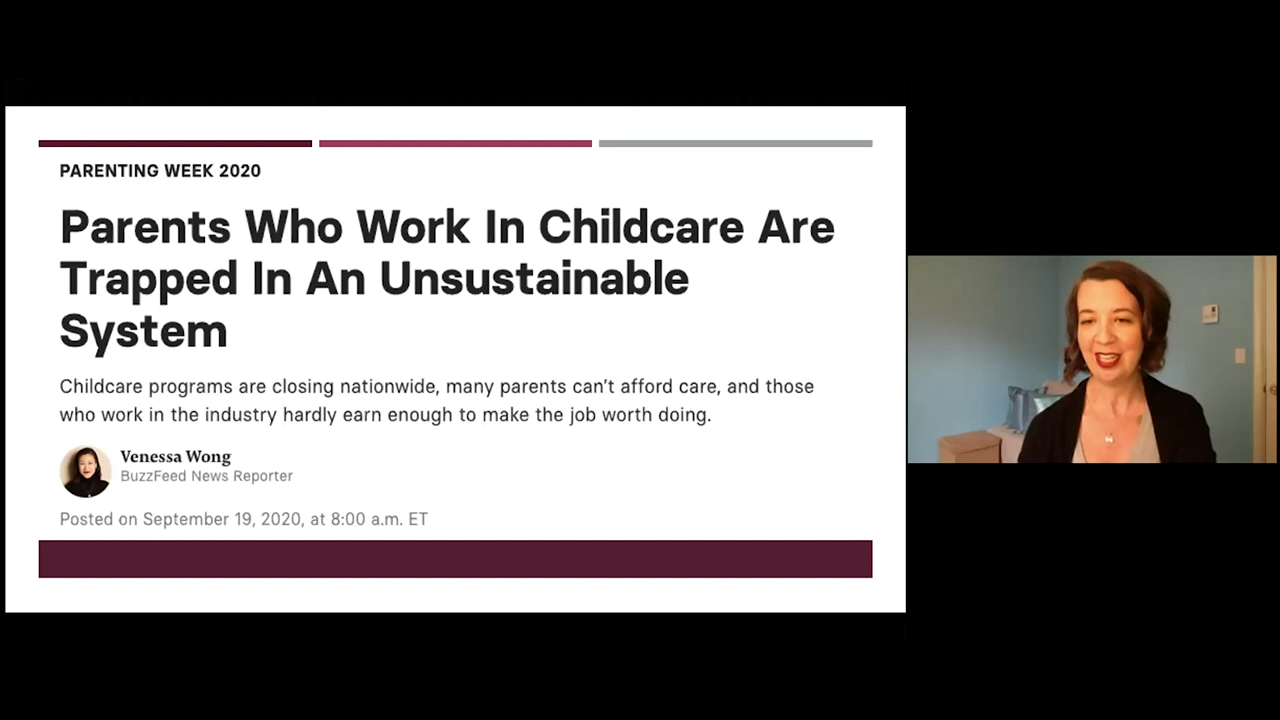 PARENTING WEEK 2020
Parents Who Work In Childcare Are
Trapped In An Unsustainable
System
Childcare programs are closing nationwide, many parents can’t afford care, and those
who work in the industry hardly earn enough to make the job worth doing.
Venessa Wong
BuzzFeed News Reporter
Posted on September 19, 2020, at 8:00 a.m. ET